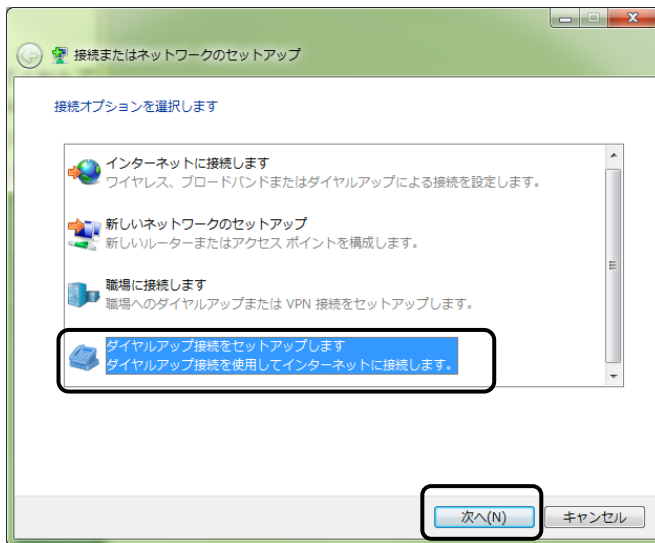 接続またはネットワークのセットアップ
接続オプションを選択します
インターネットに接続します
ワイヤレス、ブロードバンドまたはダイヤルアップによる接続を設定します。
新しいネットワークのセットアップ
新しいルーターまたはアクセス ポイントを構成します。
職場に接続します
職場へのダイヤルアップまたは VPN 接続をセットアップします。
ダイヤルアップ接続をセットアップします
ダイヤルアップ接続を使用してインターネットに接続します。
次へ(N)
キャンセル